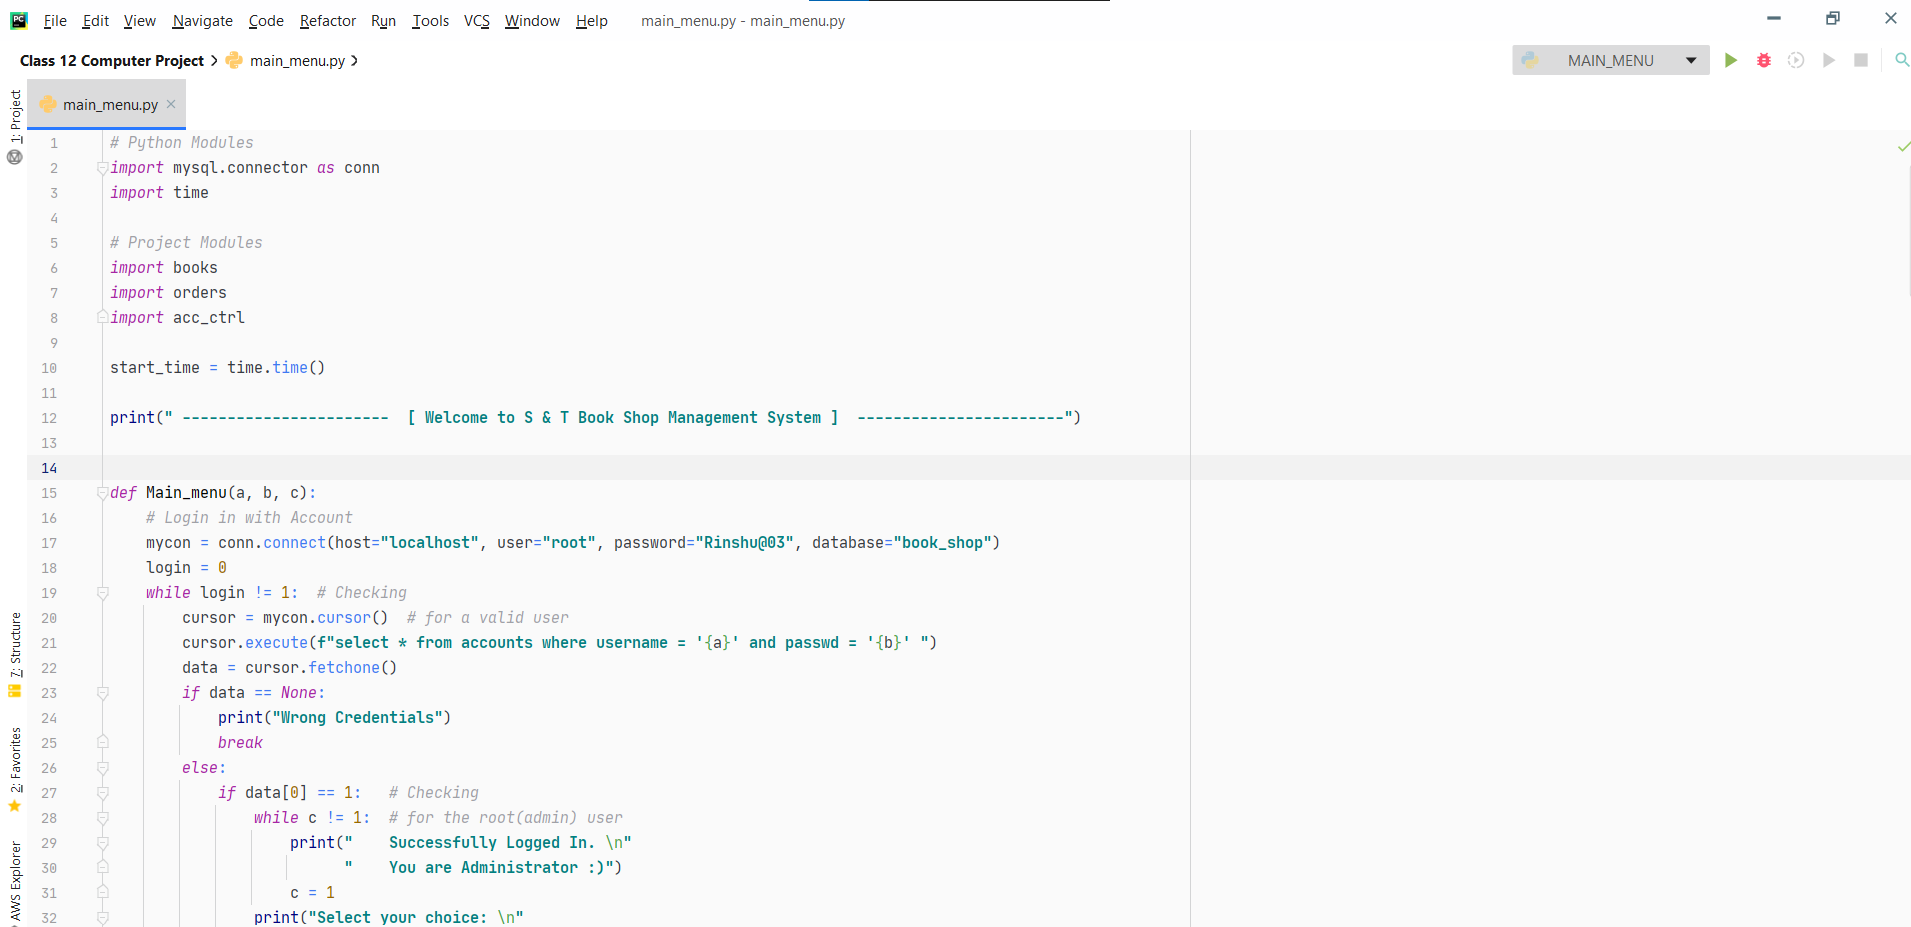 File Edit View Navigate Code Refactor Run Tools VCS Window Help main_menu.py - main_menu.py
Class 12 Computer Project main_menu.py MAIN_MENU
main_menu.py
1: Project
7: Structure
2: Favorites
AWS Explorer
1 # Python Modules
2 import mysql.connector as conn
3 import time
4
5 # Project Modules
6 import books
7 import orders
8 import acc_ctrl
9
10 start_time = time.time()
11
12 print(" -----------------------  [ Welcome to S & T Book Shop Management System ]  -----------------------")
13
14
15 def Main_menu(a, b, c):
16     # Login in with Account
17     mycon = conn.connect(host="localhost", user="root", password="Rinshu@03", database="book_shop")
18     login = 0
19     while login != 1:  # Checking
20         cursor = mycon.cursor()  # for a valid user
21         cursor.execute(f"select * from accounts where username = '{a}' and passwd = '{b}' ")
22         data = cursor.fetchone()
23         if data == None:
24             print("Wrong Credentials")
25             break
26         else:
27             if data[0] == 1:   # Checking
28                 while c != 1:  # for the root(admin) user
29                     print("    Successfully Logged In. \n"
30                           "    You are Administrator :)")
31                     c = 1
32                 print("Select your choice: \n"